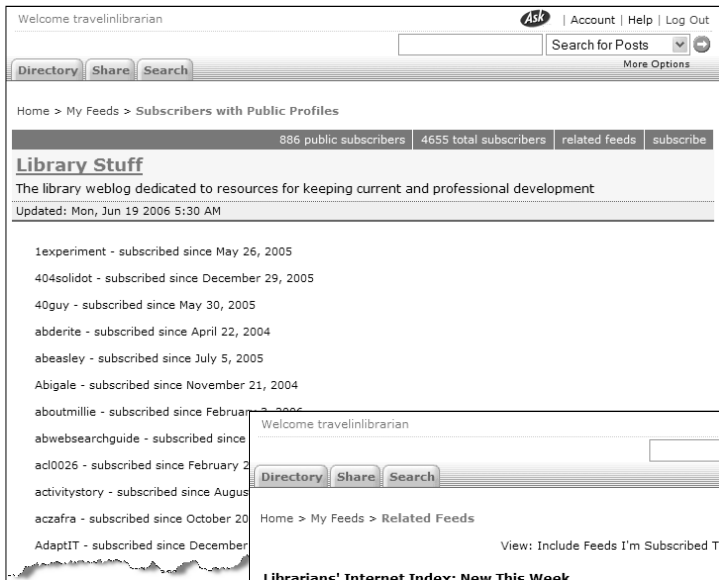 Welcome travelinlibrarian
Ask | Account | Help | Log Out
Search for Posts
More Options
Directory Share Search
Home > My Feeds > Subscribers with Public Profiles
886 public subscribers | 4655 total subscribers | related feeds | subscribe
Library Stuff
The library weblog dedicated to resources for keeping current and professional development
Updated: Mon, Jun 19 2006 5:30 AM
1experiment - subscribed since May 26, 2005
404solidot - subscribed since December 29, 2005
40guy - subscribed since May 30, 2005
abderite - subscribed since April 22, 2004
abeasley - subscribed since July 5, 2005
Abigale - subscribed since November 21, 2004
aboutmillie - subscribed since February 2006
abwebsearchguide - subscribed since
acl0026 - subscribed since February 2
activitystory - subscribed since Augus
aczafra - subscribed since October 20
AdaptIT - subscribed since December
Welcome travelinlibrarian
Directory Share Search
Home > My Feeds > Related Feeds
View: Include Feeds I'm Subscribed T
Librarians' Internet Index: New This Week